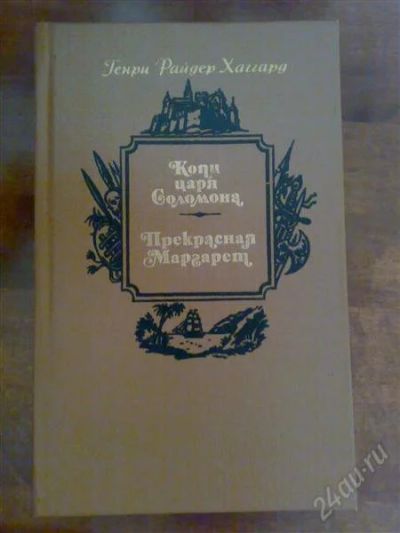 Генри Райдер Хаггард
Копи
царя
Соломона
Прекрасная
Маргарет
24au.ru